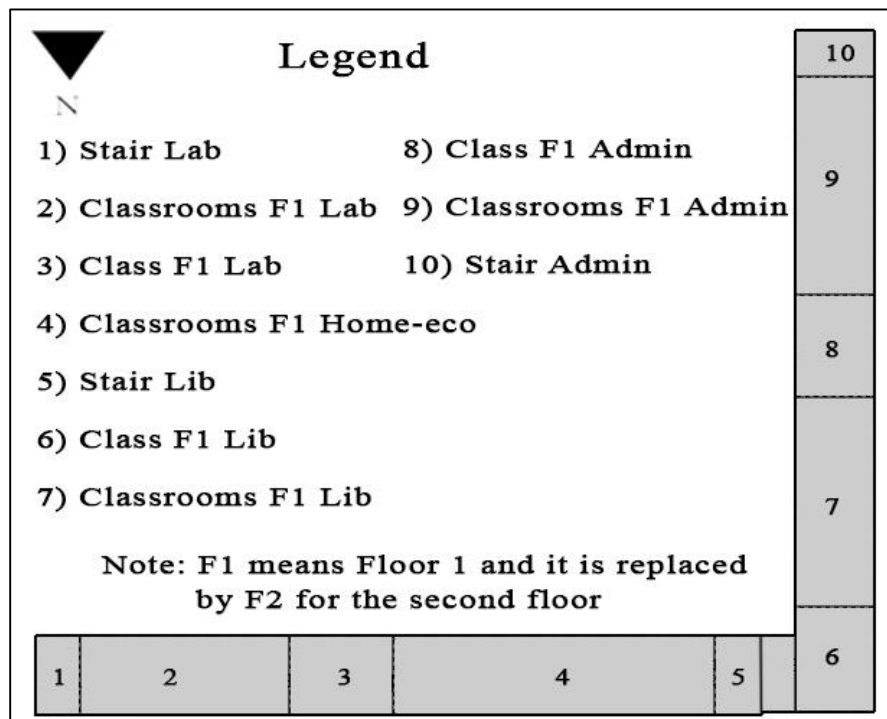 Legend
N
1) Stair Lab
2) Classrooms F1 Lab
3) Class F1 Lab
4) Classrooms F1 Home-eco
5) Stair Lib
6) Class F1 Lib
7) Classrooms F1 Lib
8) Class F1 Admin
9) Classrooms F1 Admin
10) Stair Admin
Note: F1 means Floor 1 and it is replaced
by F2 for the second floor
10
9
8
7
6
1 2 3 4 5